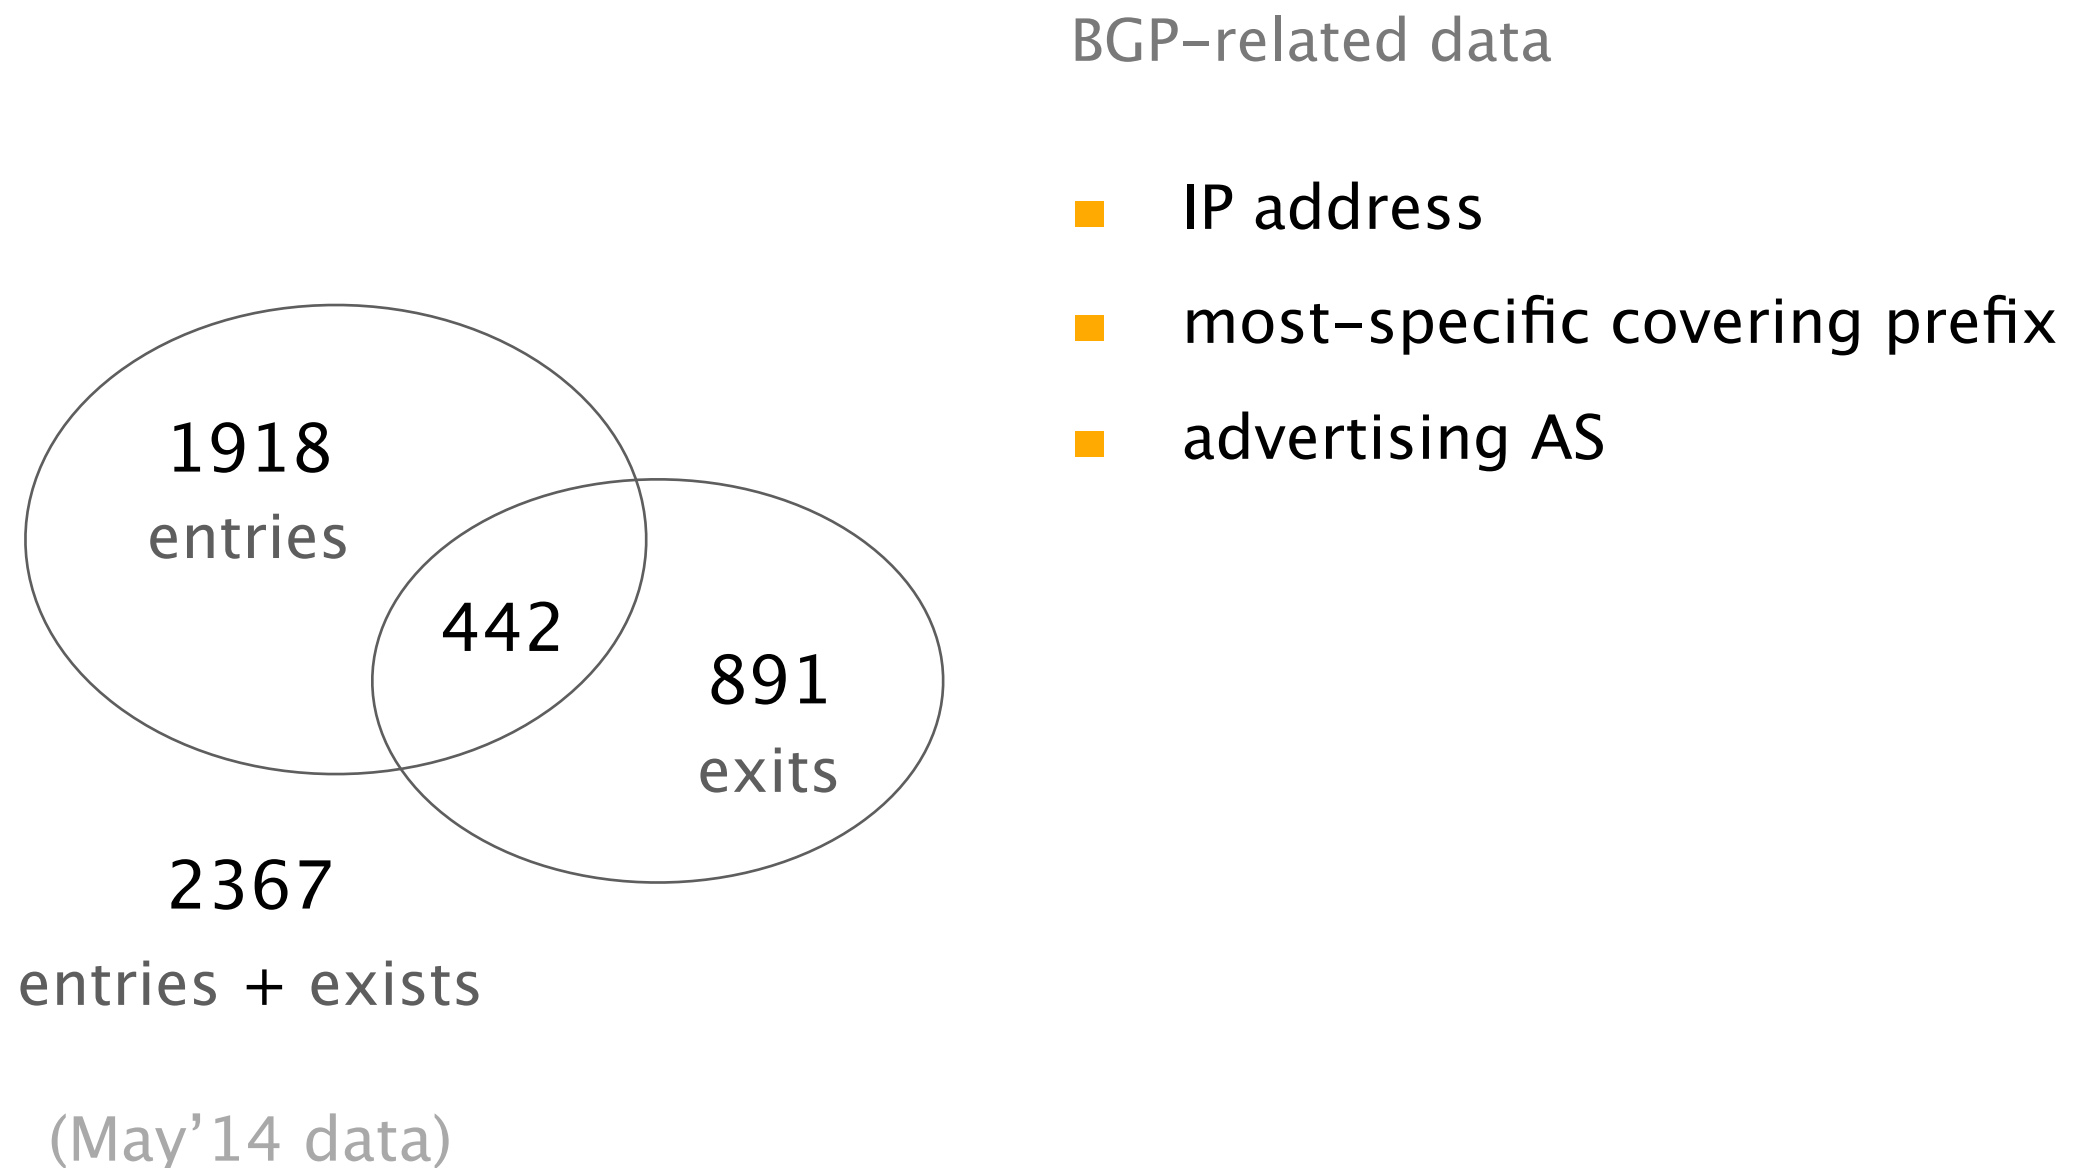 BGP-related data
IP address
most-specific covering prefix
advertising AS
1918
entries
442
891
exits
2367
entries + exists
(May’14 data)